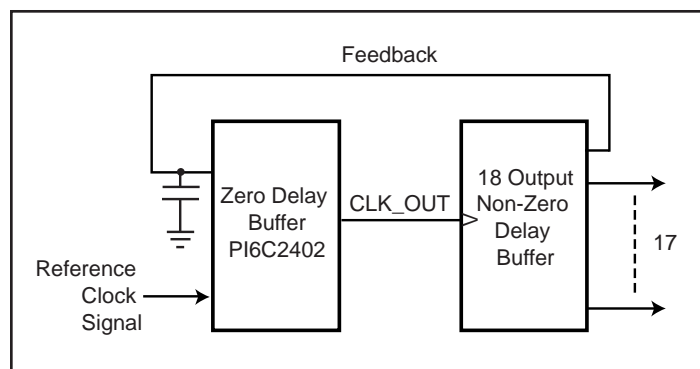 Feedback
Zero Delay
Buffer
PI6C2402
CLK_OUT
18 Output
Non-Zero
Delay
Buffer
17
Reference
Clock
Signal